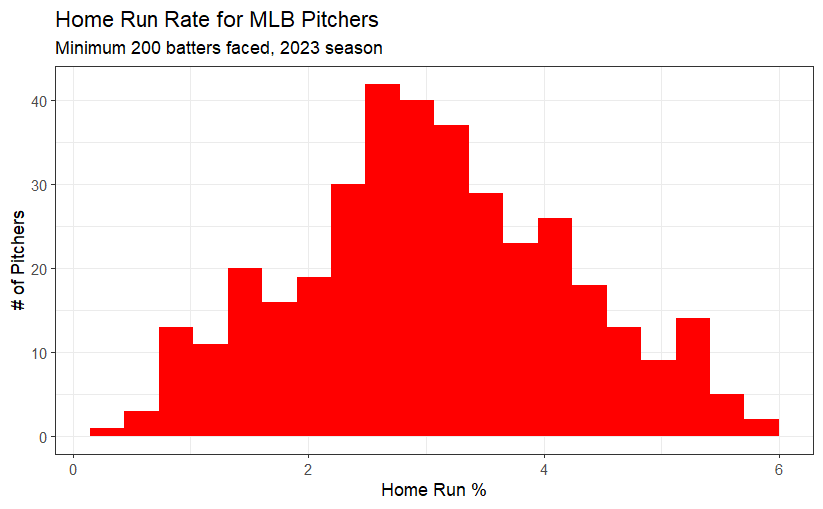 Home Run Rate for MLB Pitchers
Minimum 200 batters faced, 2023 season
# of Pitchers
40
30
20
10
0
0 2 4 6
Home Run %